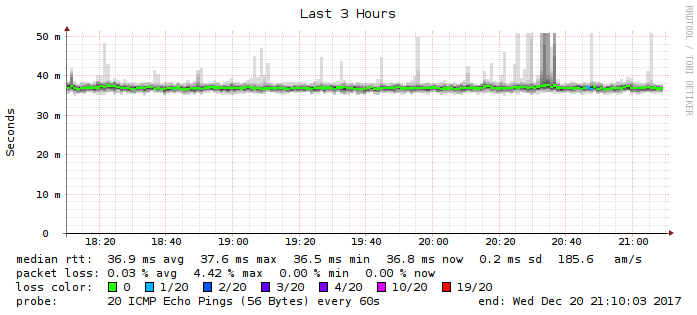 Last 3 Hours
RRDTOOL / TOBI OETIKER
Seconds
50 m
40 m
30 m
20 m
10 m
0
18:20 18:40 19:00 19:20 19:40 20:00 20:20 20:40 21:00
median rtt: 36.9 ms avg 37.6 ms max 36.5 ms min 36.8 ms now 0.2 ms sd 185.6 am/s
packet loss: 0.03 % avg 4.42 % max 0.00 % min 0.00 % now
loss color: 0 1/20 2/20 3/20 4/20 10/20 19/20
probe: 20 ICMP Echo Pings (56 Bytes) every 60s end: Wed Dec 20 21:10:03 2017